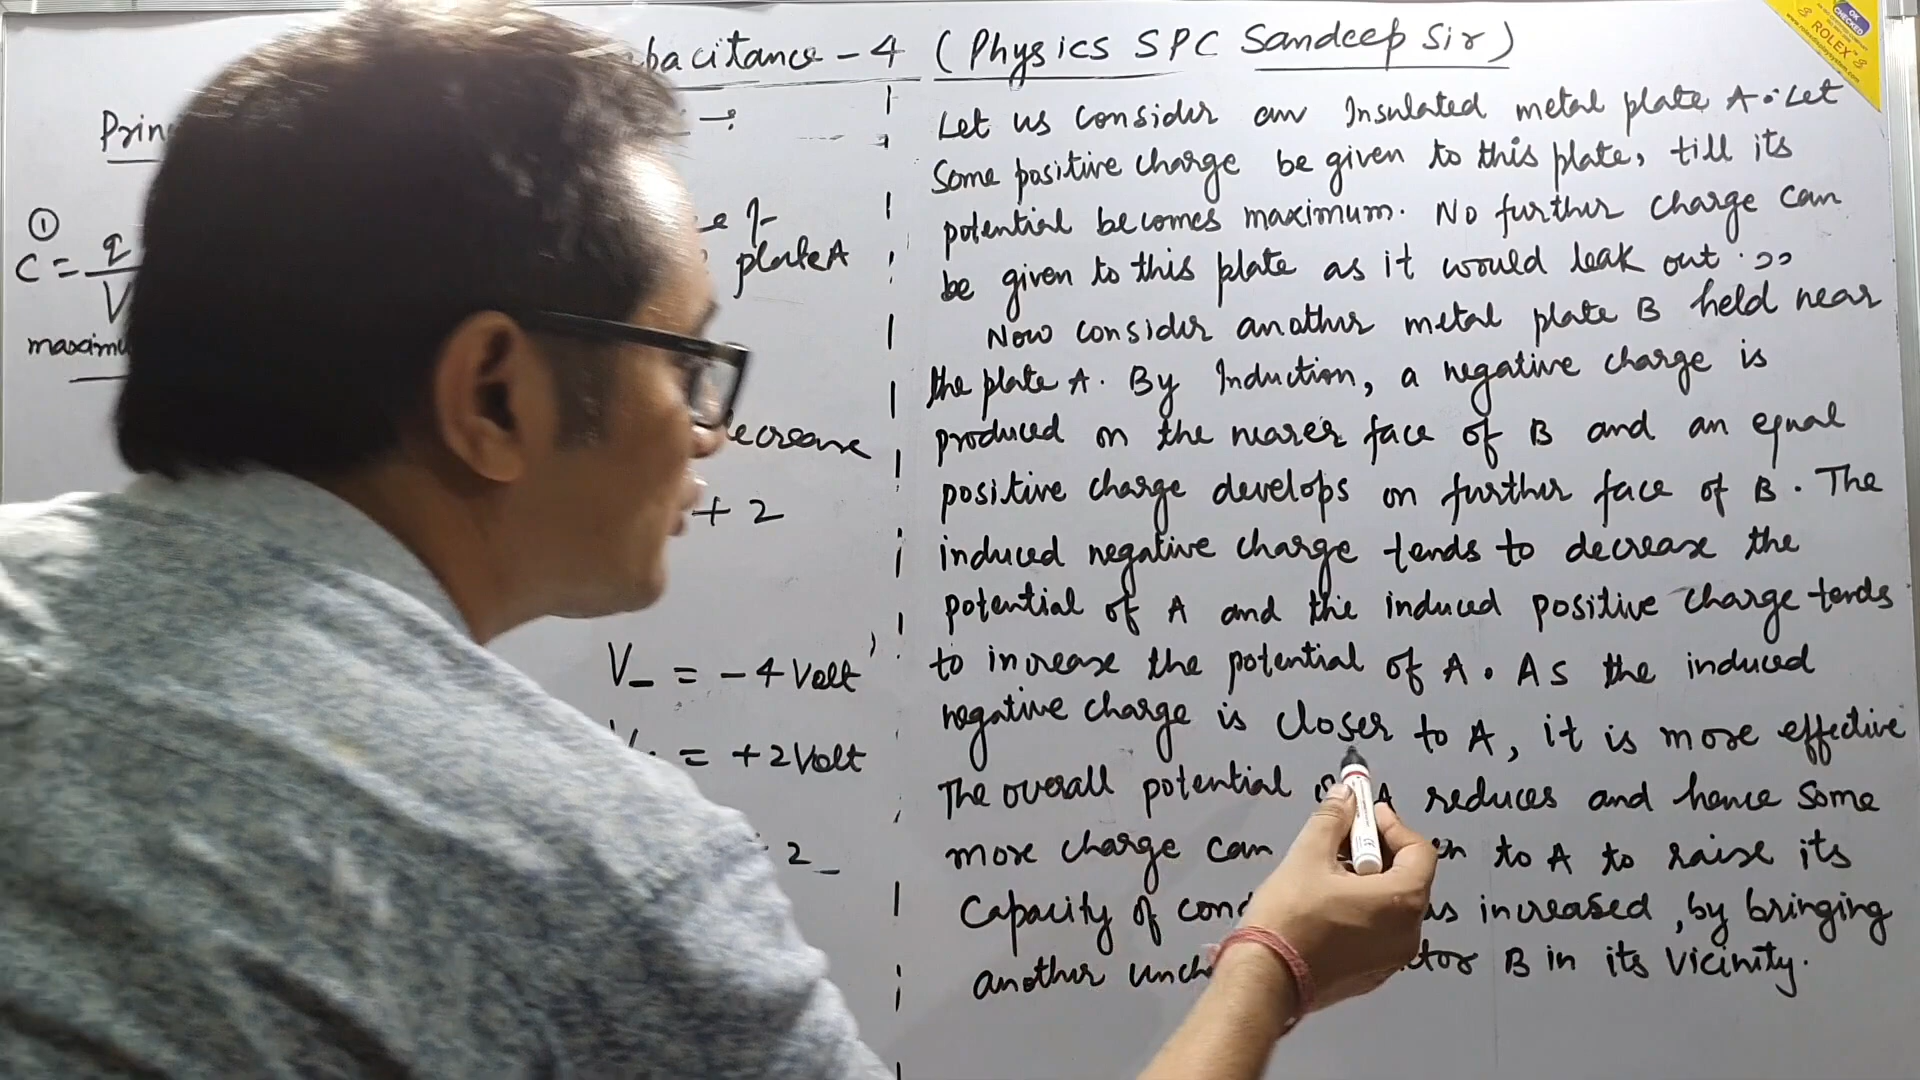 bacitance - 4 ( Physics SPC Sandeep Sir )
Prin
①
C = q
V
maximu
plate A
ecrease
+ 2
V_ = - 4 Volt
= + 2 Volt
2
Let us consider an Insulated metal plate A. Let
Some positive charge be given to this plate, till its
potential becomes maximum. No further charge can
be given to this plate as it would leak out.
Now consider another metal plate B held near
the plate A. By Induction, a negative charge is
produced on the nearer face of B and an equal
positive charge develops on further face of B. The
induced negative charge tends to decrease the
potential of A and the induced positive charge tends
to increase the potential of A. As the induced
negative charge is closer to A, it is more effective
The overall potential A reduces and hence some
more charge can to A to raise its
Capacity of cond as increased, by bringing
another unch ctor B in its vicinity.
OK
CHECKED
ROLEX